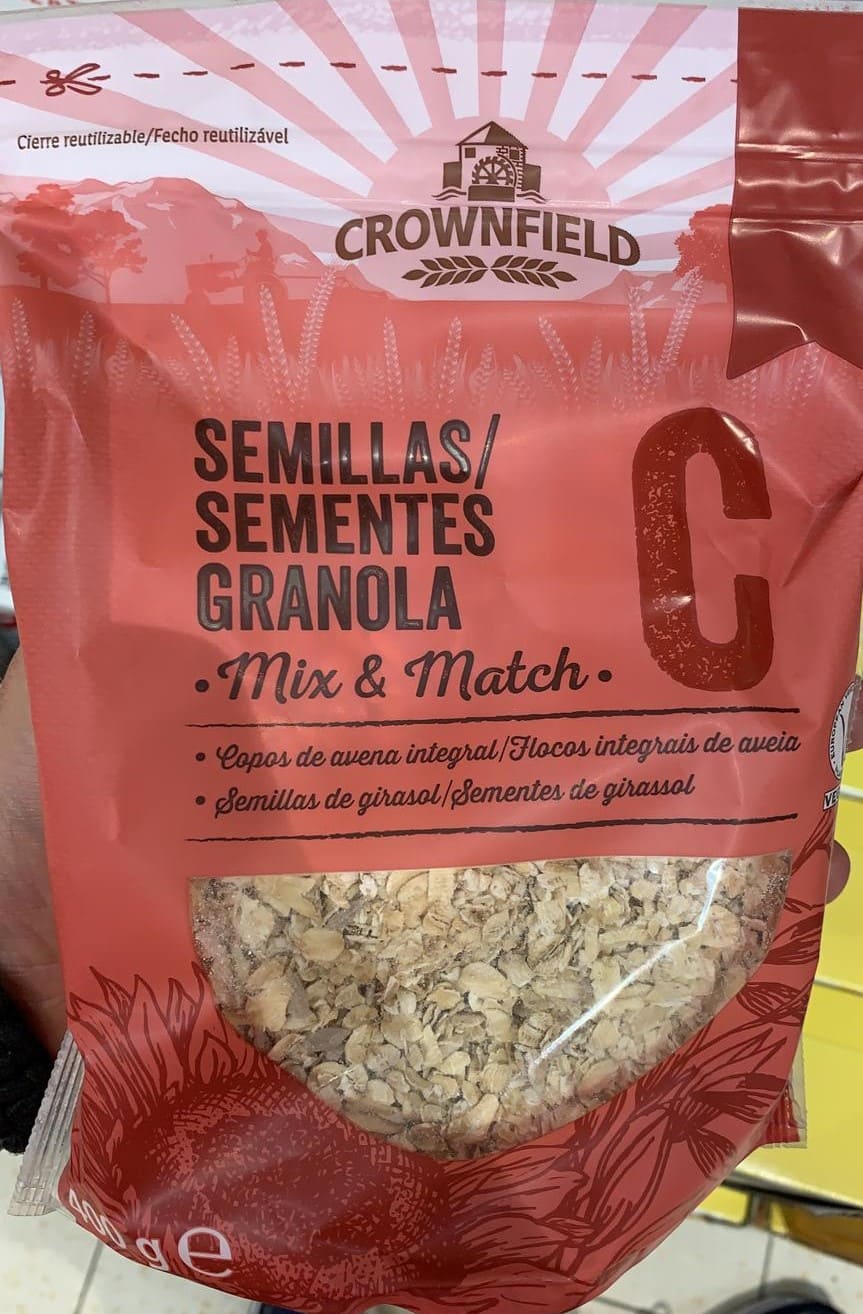 Cierre reutilizable/Fecho reutilizável
CROWNFIELD
SEMILLAS/
SEMENTES
GRANOLA
• Mix & Match •
C
• Copos de avena integral/Flocos integrais de aveia
• Semillas de girasol/Sementes de girassol
400 g e